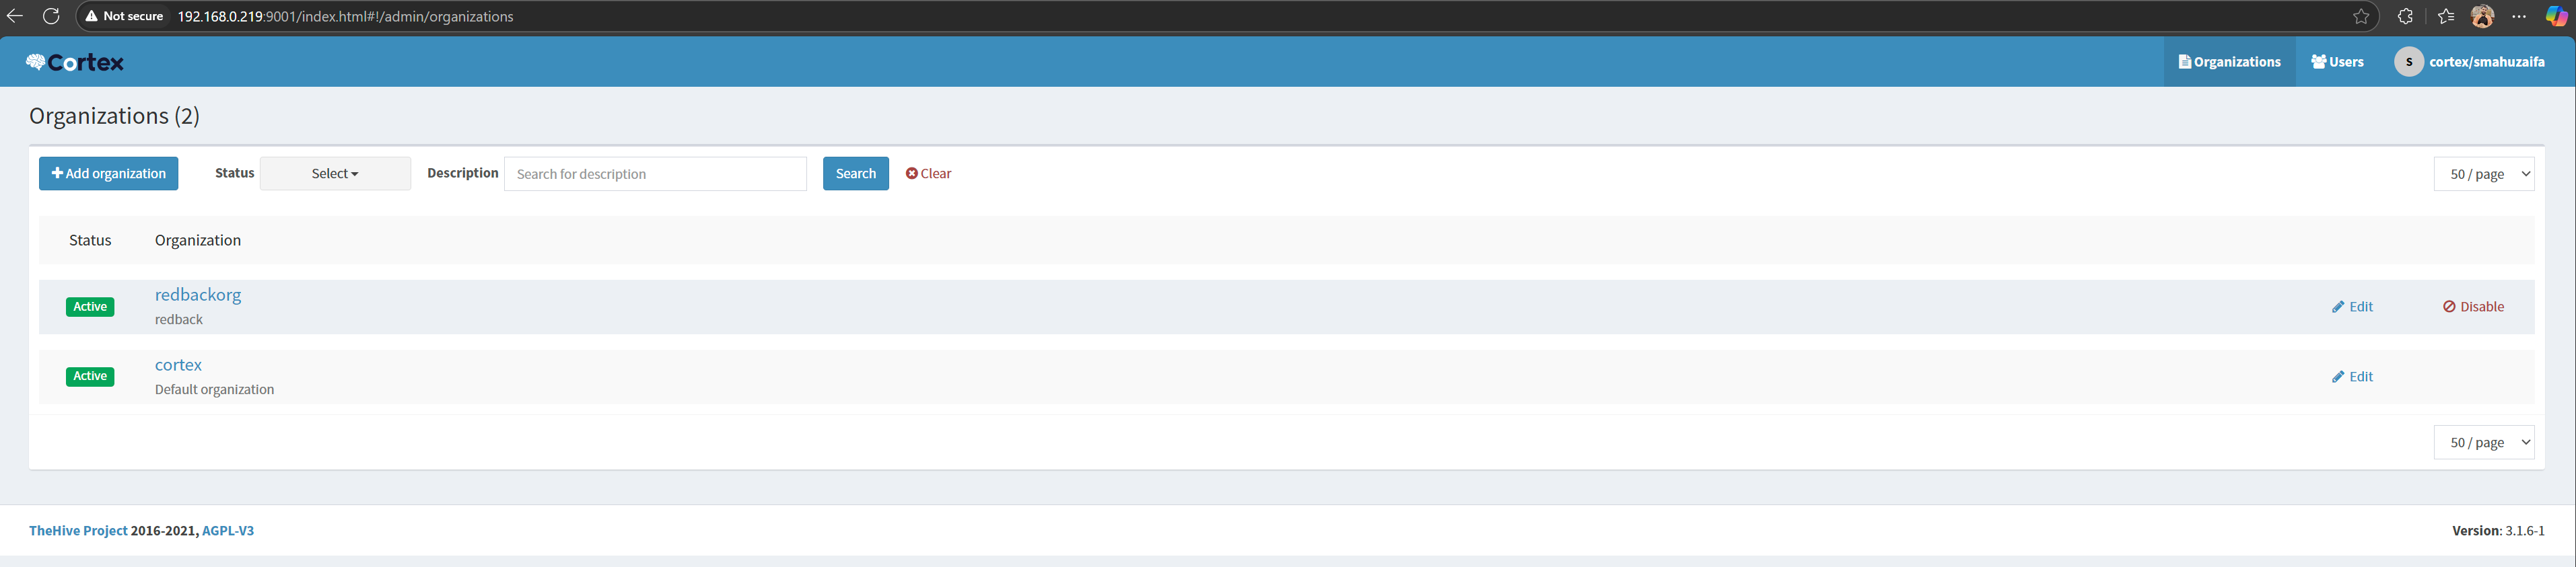 Not secure 192.168.0.219:9001/index.html#!/admin/organizations
Cortex Organizations Users S cortex/smahuzaifa
Organizations (2)
Add organization Status Select Description Search for description Search Clear 50 / page
Status Organization
redbackorg
Active Edit Disable
redback
cortex
Active Edit
Default organization
50 / page
TheHive Project 2016-2021, AGPL-V3 Version: 3.1.6-1